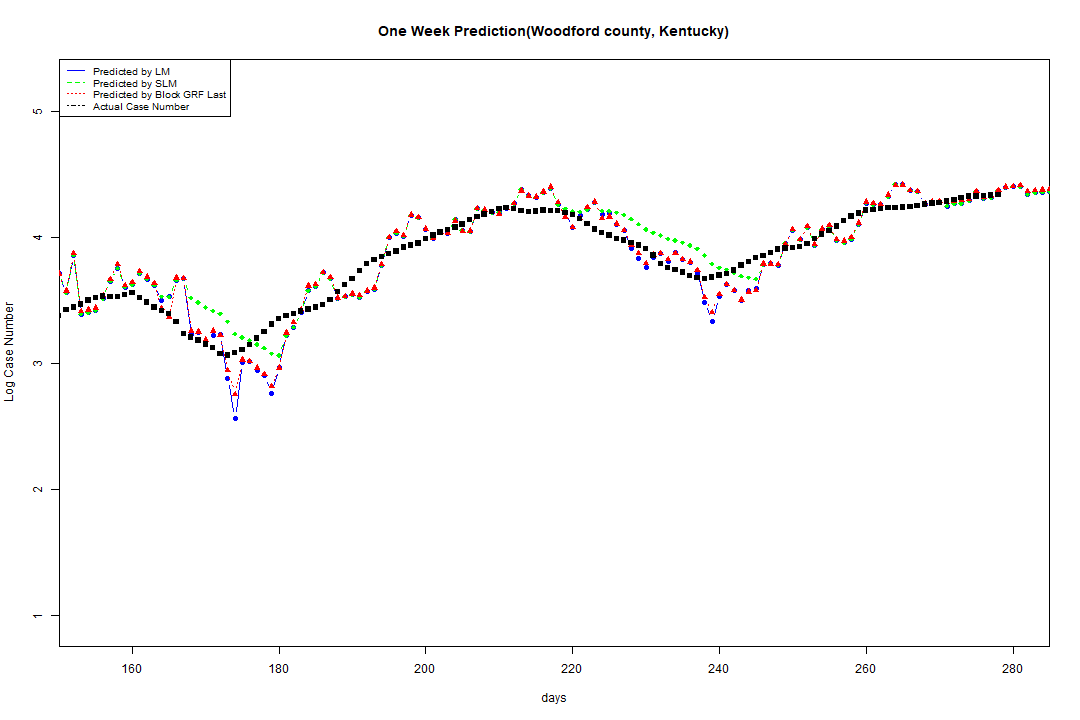 One Week Prediction(Woodford county, Kentucky)
Predicted by LM
Predicted by SLM
Predicted by Block GRF Last
Actual Case Number
5
4
3
2
1
Log Case Number
160 180 200 220 240 260 280
days